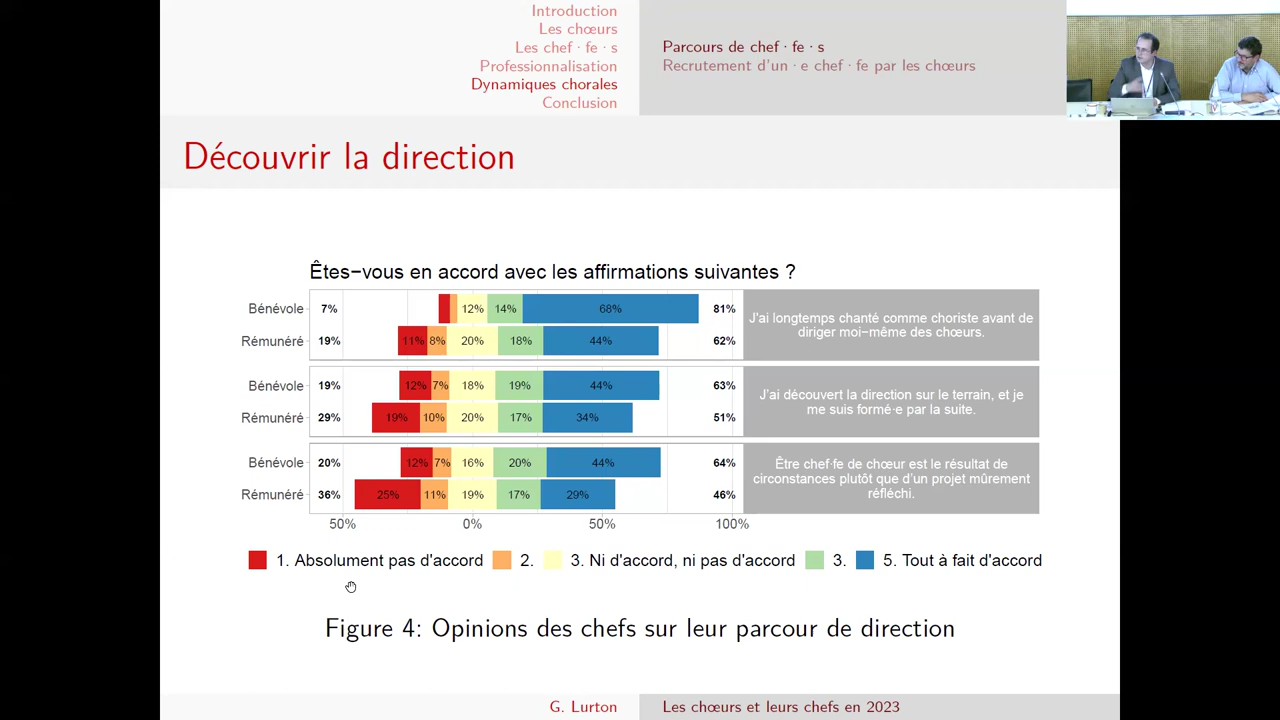 Introduction
Les chœurs
Les chef · fe · s
Professionnalisation
Dynamiques chorales
Conclusion
Parcours de chef · fe · s
Recrutement d'un · e chef · fe par les chœurs
Découvrir la direction
Êtes−vous en accord avec les affirmations suivantes ?
Bénévole 7% 12% 14% 68% 81%
Rémunéré 19% 11% 8% 20% 18% 44% 62%
J'ai longtemps chanté comme choriste avant de
diriger moi−même des chœurs.
Bénévole 19% 12% 7% 18% 19% 44% 63%
Rémunéré 29% 19% 10% 20% 17% 34% 51%
J'ai découvert la direction sur le terrain, et je
me suis formé·e par la suite.
Bénévole 20% 12% 7% 16% 20% 44% 64%
Rémunéré 36% 25% 11% 19% 17% 29% 46%
Être chef·fe de chœur est le résultat de
circonstances plutôt que d'un projet mûrement
réfléchi.
50% 0% 50% 100%
1. Absolument pas d'accord 2. 3. Ni d'accord, ni pas d'accord 3. 5. Tout à fait d'accord
Figure 4: Opinions des chefs sur leur parcour de direction
G. Lurton Les chœurs et leurs chefs en 2023